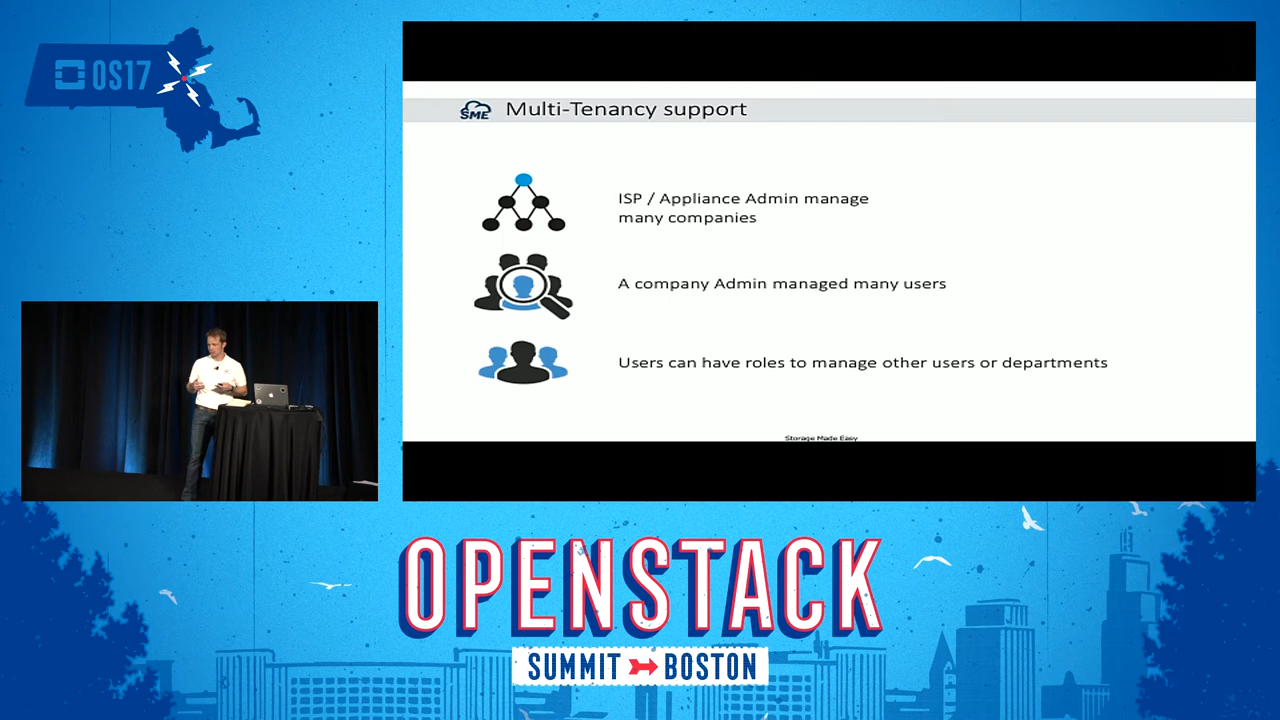 OS17
SME
Multi-Tenancy support
ISP / Appliance Admin manage
many companies
A company Admin managed many users
Users can have roles to manage other users or departments
Storage Made Easy
OPENSTACK
SUMMIT BOSTON